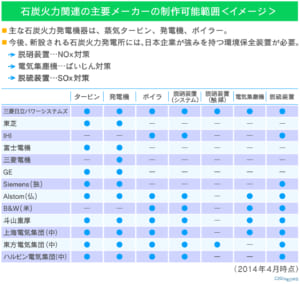 石炭火力関連の主要メーカーの制作可能範囲＜イメージ＞
●主な石炭火力発電機器は、蒸気タービン、発電機、ボイラー。
●今後、新設される石炭火力発電所には、日本企業が強みを持つ環境保全装置が必要。
➔ 脱硝装置…NOx対策
➔ 電気集塵機…ばいじん対策
➔ 脱硫装置…SOx対策
タービン 発電機 ボイラ 脱硝装置(システム) 脱硝装置(触媒) 電気集塵機 脱硫装置
三菱日立パワーシステムズ
東芝
IHI
富士電機
三菱電機
GE
Siemens(独)
Alstom(仏)
B&W(米)
斗山重厚
上海電気集団(中)
東方電気集団(中)
ハルビン電気集団(中)
(2014年4月時点)